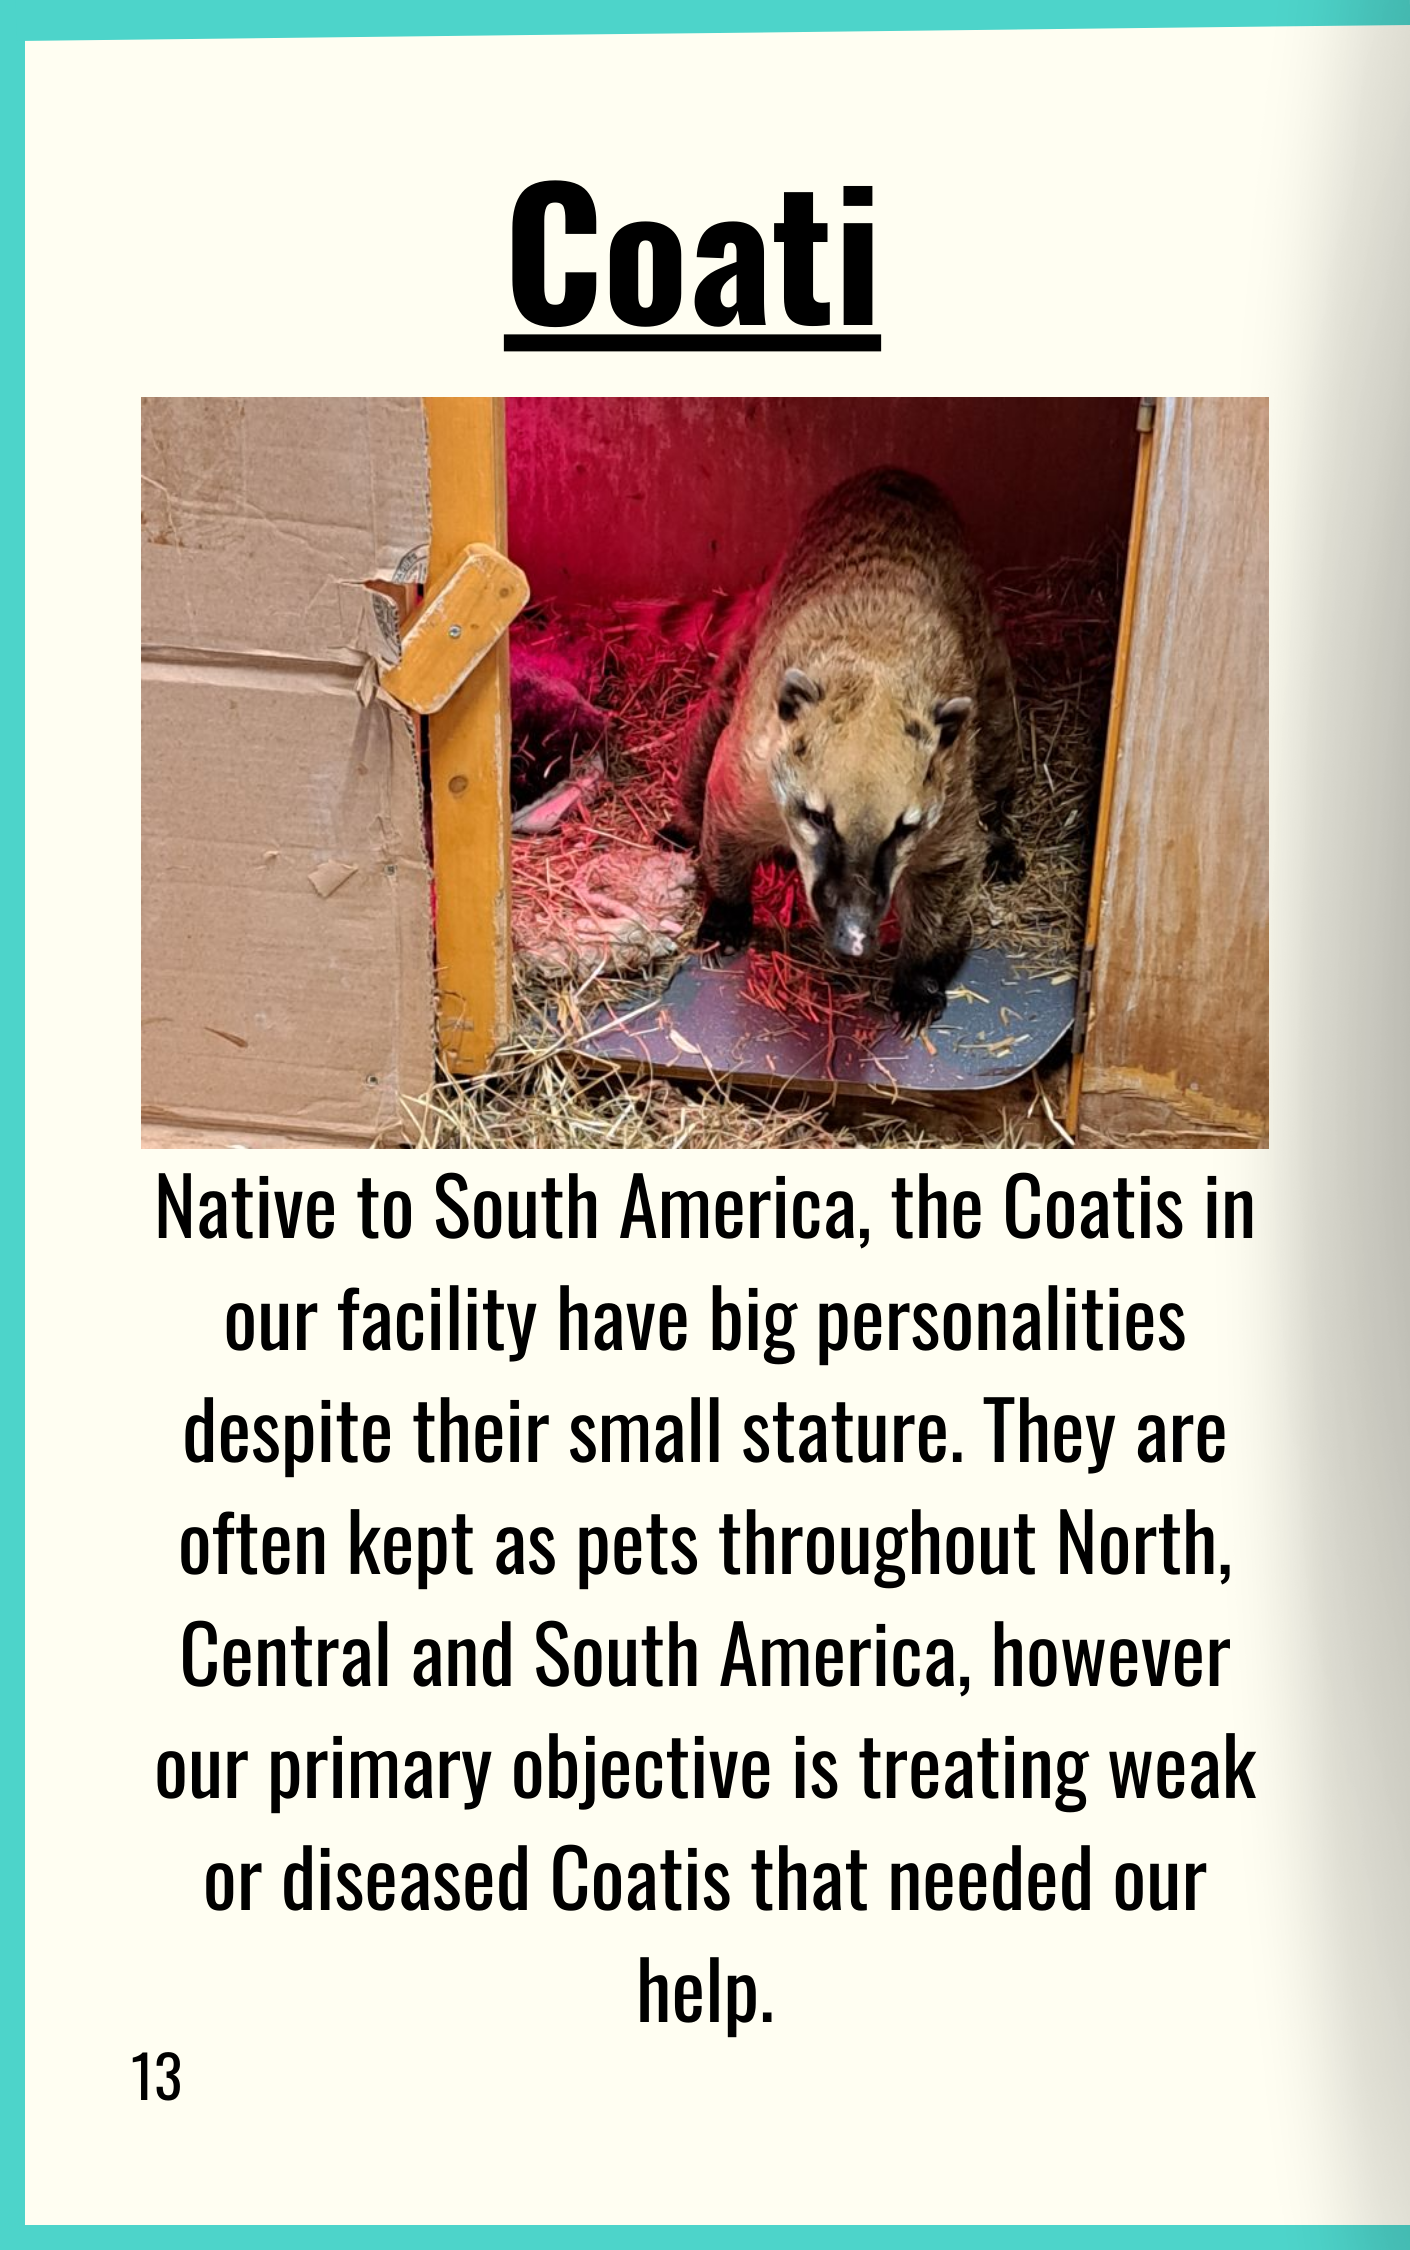 Coati
Native to South America, the Coatis in
our facility have big personalities
despite their small stature. They are
often kept as pets throughout North,
Central and South America, however
our primary objective is treating weak
or diseased Coatis that needed our
help.
13